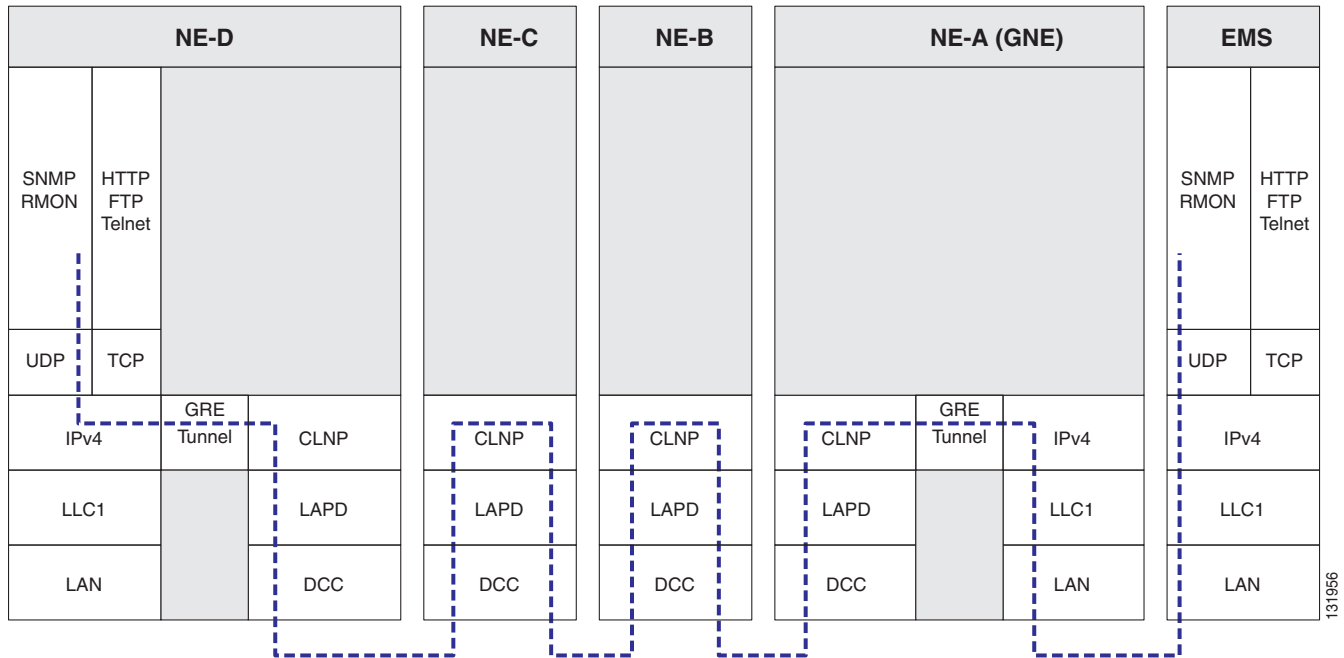 NE-D NE-C NE-B NE-A (GNE) EMS
SNMP HTTP SNMP HTTP
RMON FTP RMON FTP
Telnet Telnet
UDP TCP UDP TCP
GRE GRE
IPv4 Tunnel CLNP CLNP CLNP CLNP Tunnel IPv4 IPv4
LLC1 LAPD LAPD LAPD LAPD LLC1 LLC1
LAN DCC DCC DCC DCC LAN LAN
131956